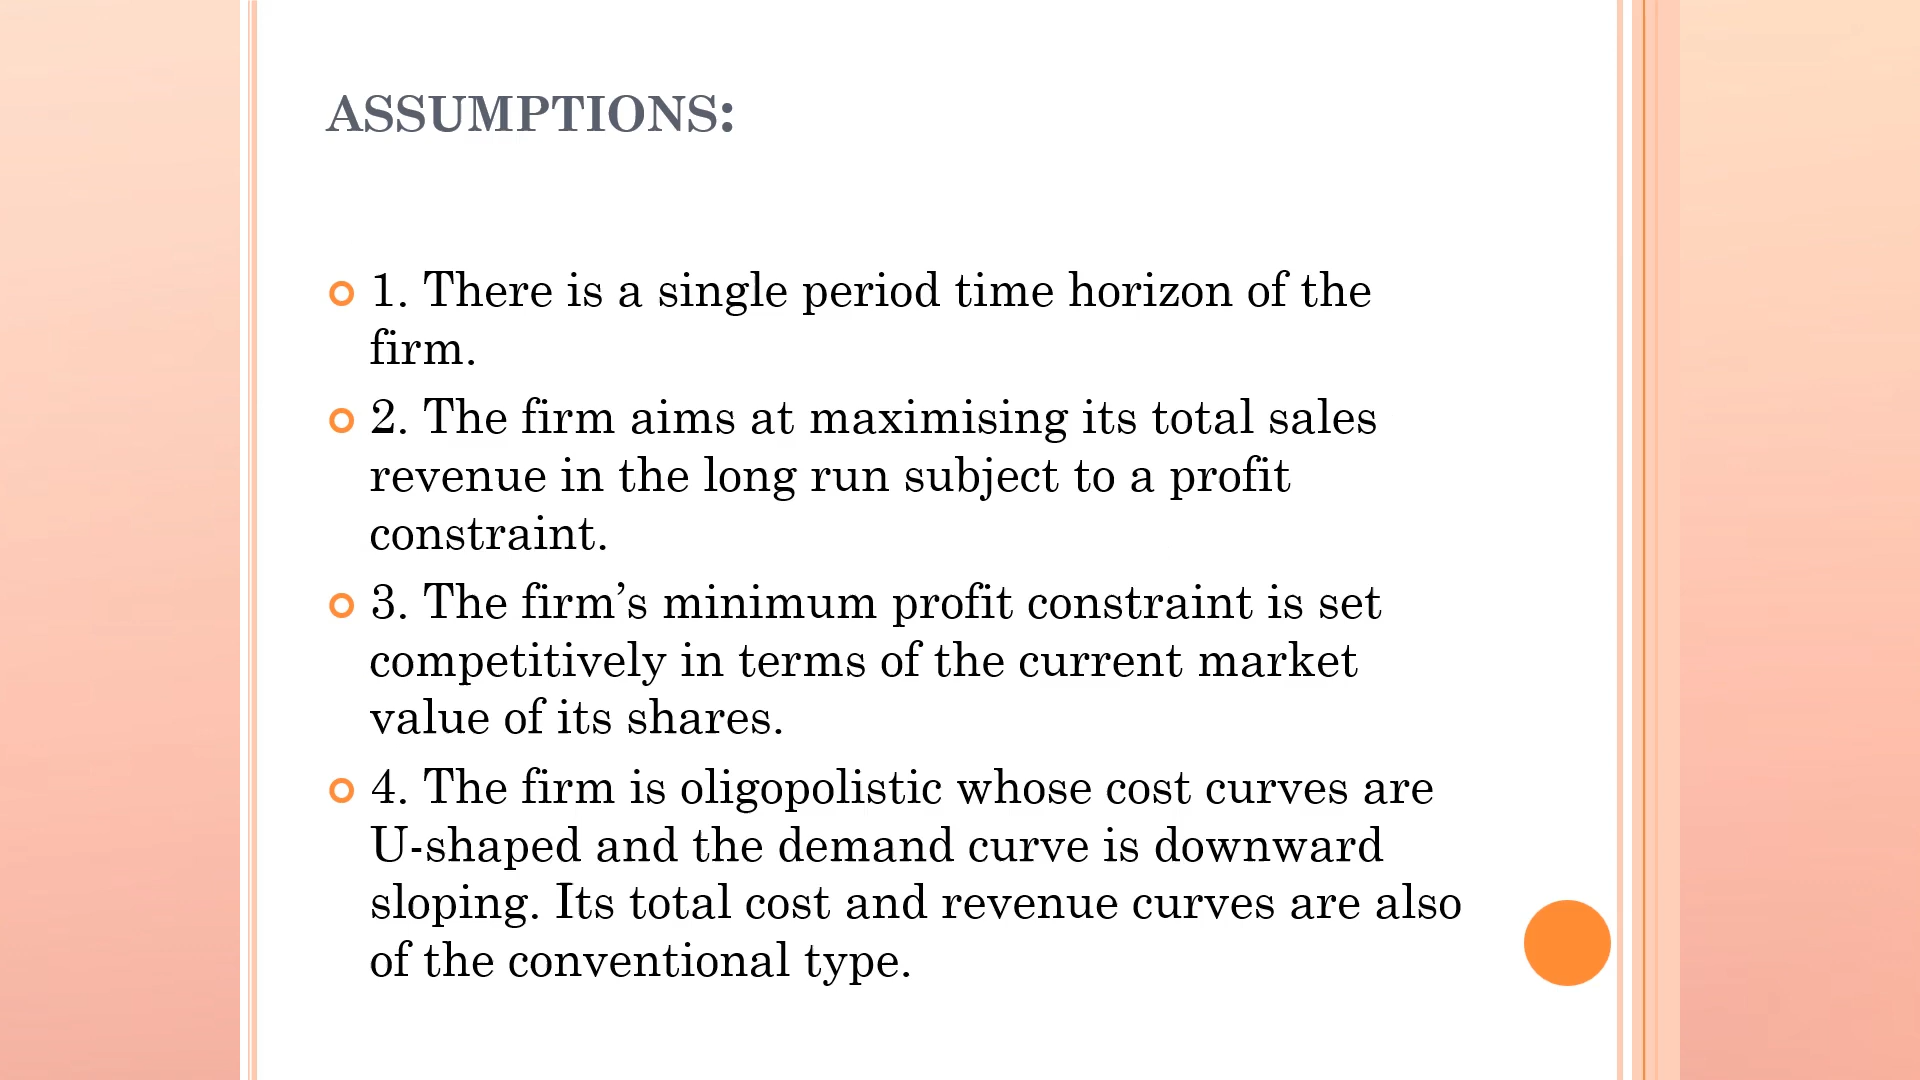 ASSUMPTIONS:
1. There is a single period time horizon of the
firm.
2. The firm aims at maximising its total sales
revenue in the long run subject to a profit
constraint.
3. The firm’s minimum profit constraint is set
competitively in terms of the current market
value of its shares.
4. The firm is oligopolistic whose cost curves are
U-shaped and the demand curve is downward
sloping. Its total cost and revenue curves are also
of the conventional type.